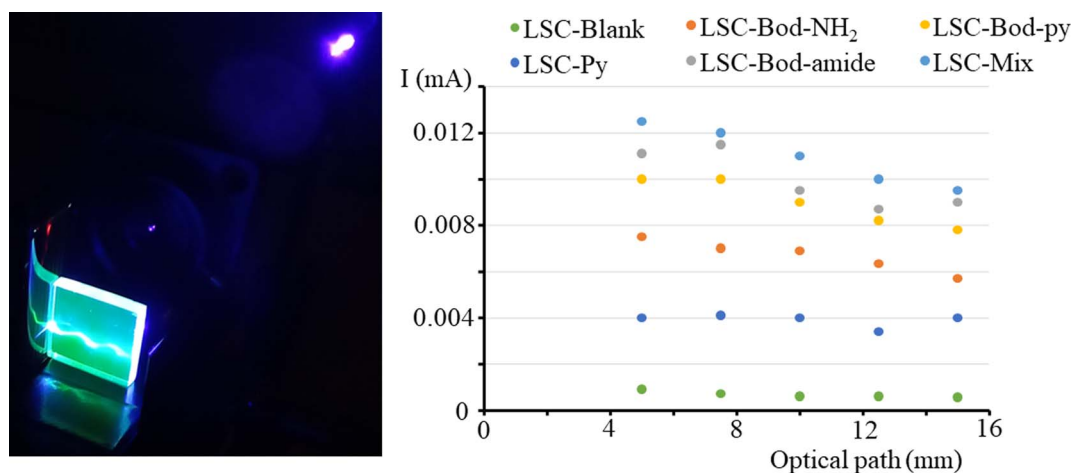 LSC-Blank LSC-Bod-NH₂ LSC-Bod-py
LSC-Py LSC-Bod-amide LSC-Mix
I (mA)
0.012
0.008
0.004
0
0 4 8 12 16
Optical path (mm)